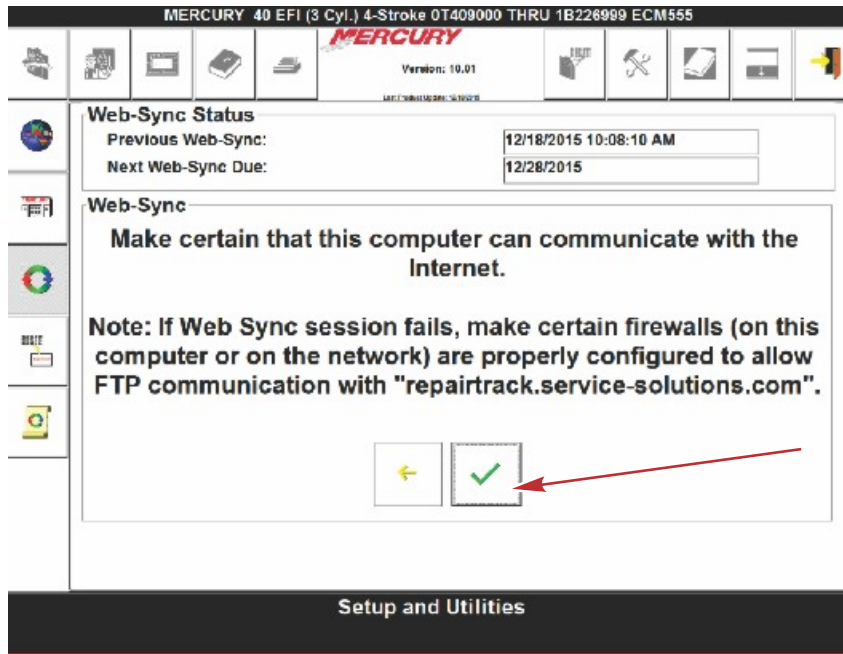 MERCURY 40 EFI (3 Cyl.) 4-Stroke 0T409000 THRU 1B226999 ECM555
MERCURY
Version: 10.01
Web-Sync Status
Previous Web-Sync:
12/18/2015 10:08:10 AM
Next Web-Sync Due:
12/28/2015
Web-Sync
Make certain that this computer can communicate with the
Internet.
Note: If Web Sync session fails, make certain firewalls (on this
computer or on the network) are properly configured to allow
FTP communication with "repairtrack.service-solutions.com".
Setup and Utilities